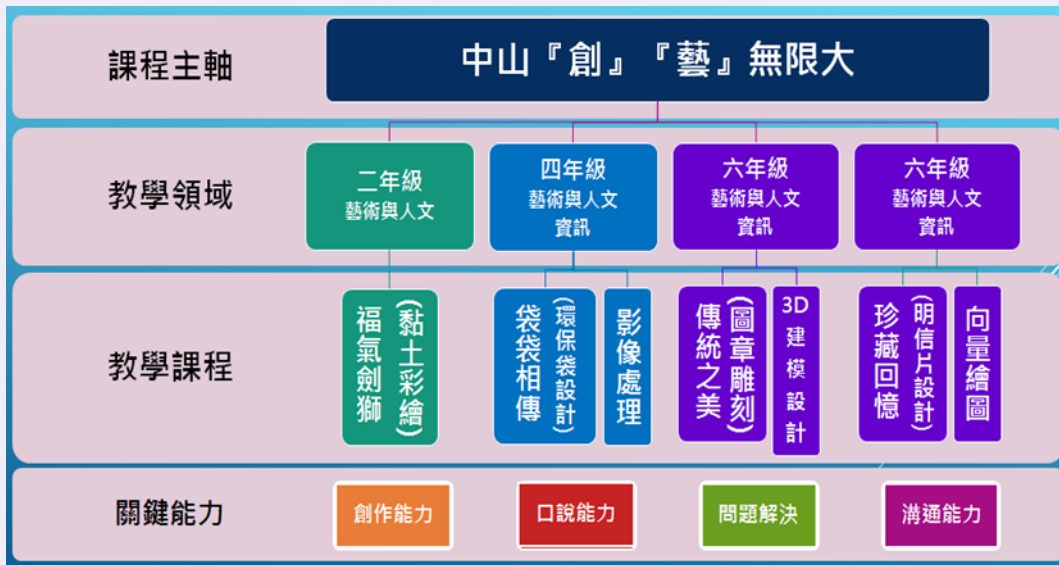 課程主軸
中山『創』『藝』無限大
教學領域
二年級
藝術與人文
四年級
藝術與人文
資訊
六年級
藝術與人文
資訊
六年級
藝術與人文
資訊
教學課程
福氣劍獅
(黏土彩繪)
袋袋相傳
(環保袋設計)
影像處理
傳統之美
(圖章雕刻)
3D建模設計
珍藏回憶
(明信片設計)
向量繪圖
關鍵能力
創作能力
口說能力
問題解決
溝通能力